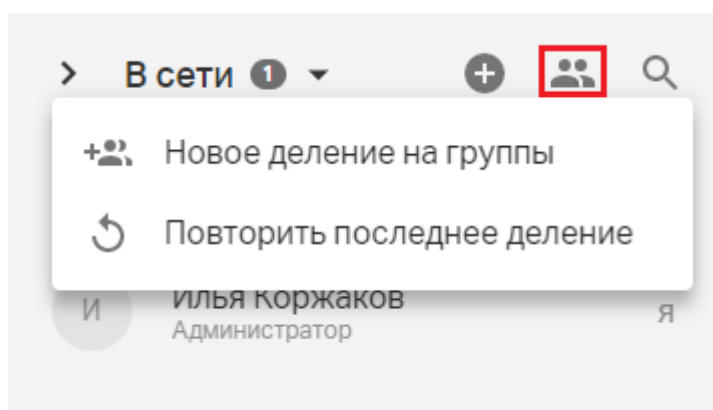 В сети 1
Новое деление на группы
Повторить последнее деление
И Илья Коржаков я
Администратор